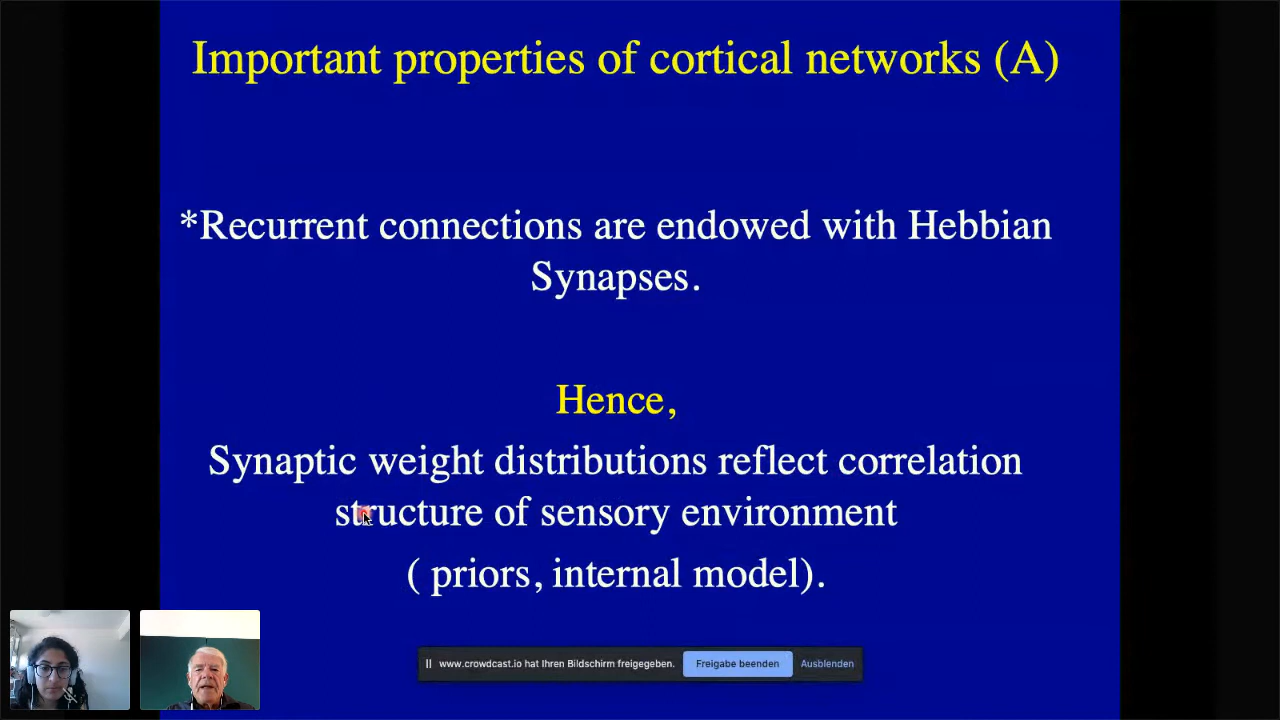 Important properties of cortical networks (A)
*Recurrent connections are endowed with Hebbian
Synapses.
Hence,
Synaptic weight distributions reflect correlation
structure of sensory environment
( priors, internal model).
www.crowdcast.io hat Ihren Bildschirm freigegeben. Freigabe beenden Ausblenden